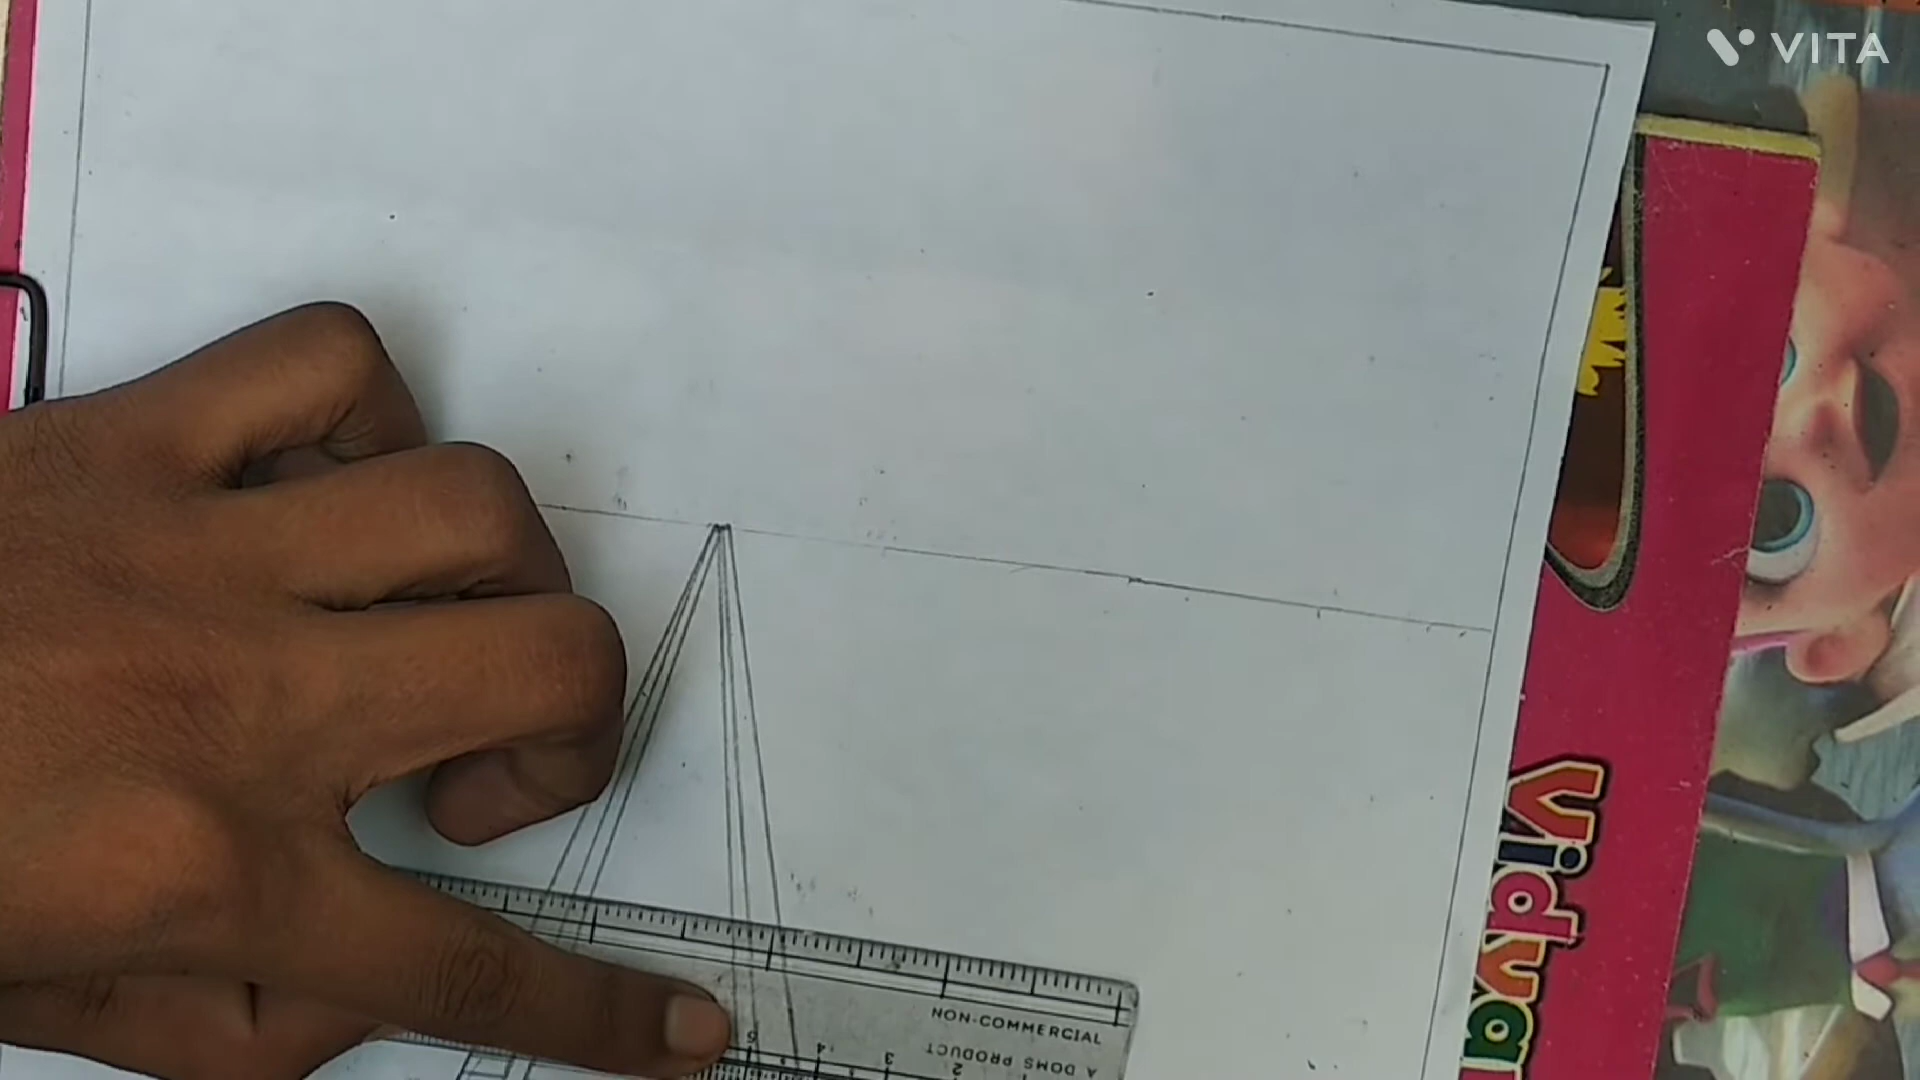 VITA
Vidya
NON-COMMERCIAL
A DOMS PRODUCT
5 4 3 2